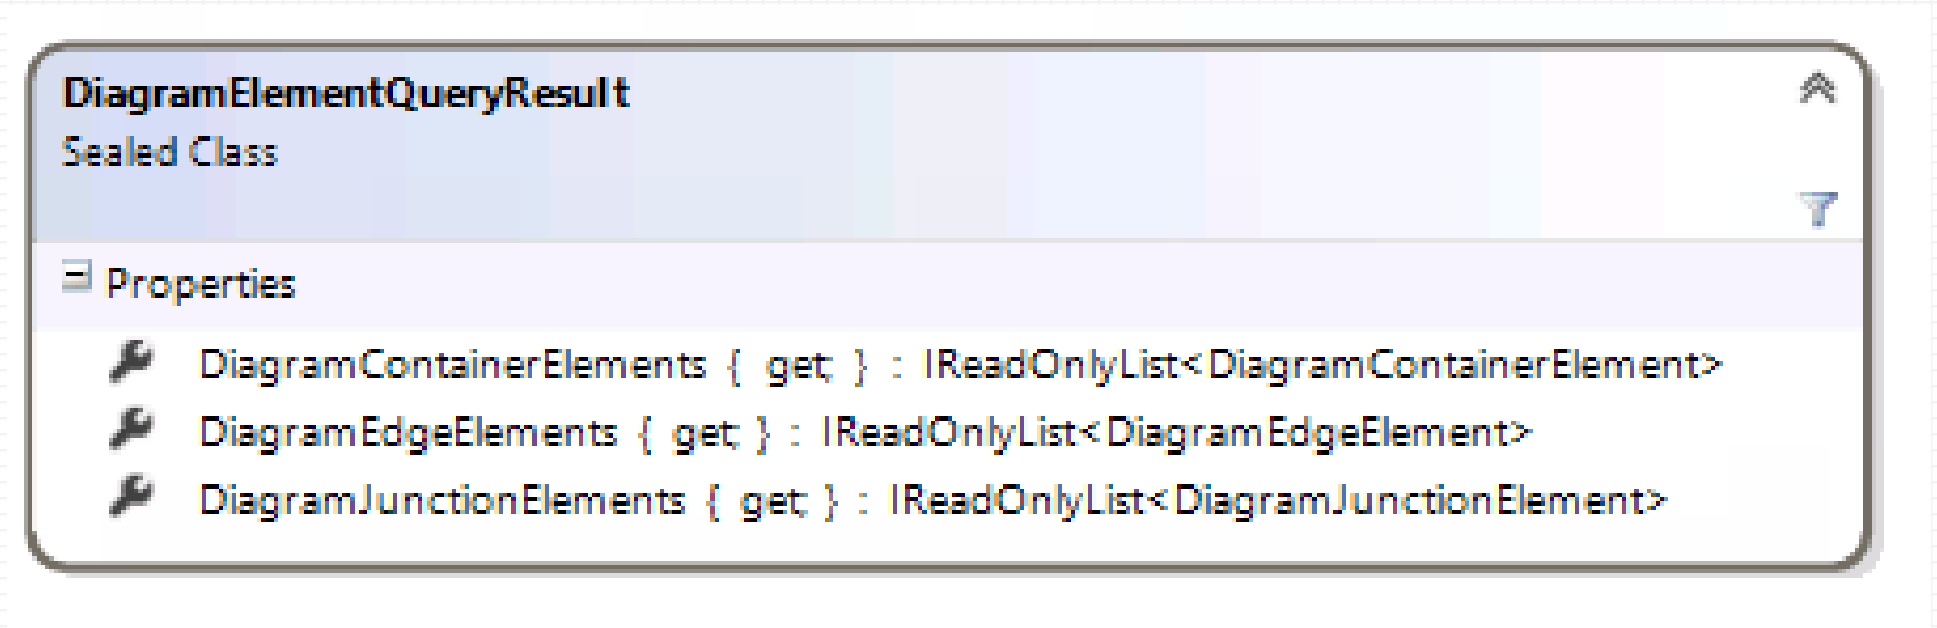 DiagramElementQueryResult
Sealed Class
Properties
DiagramContainerElements { get; } : IReadOnlyList<DiagramContainerElement>
DiagramEdgeElements { get; } : IReadOnlyList<DiagramEdgeElement>
DiagramJunctionElements { get; } : IReadOnlyList<DiagramJunctionElement>